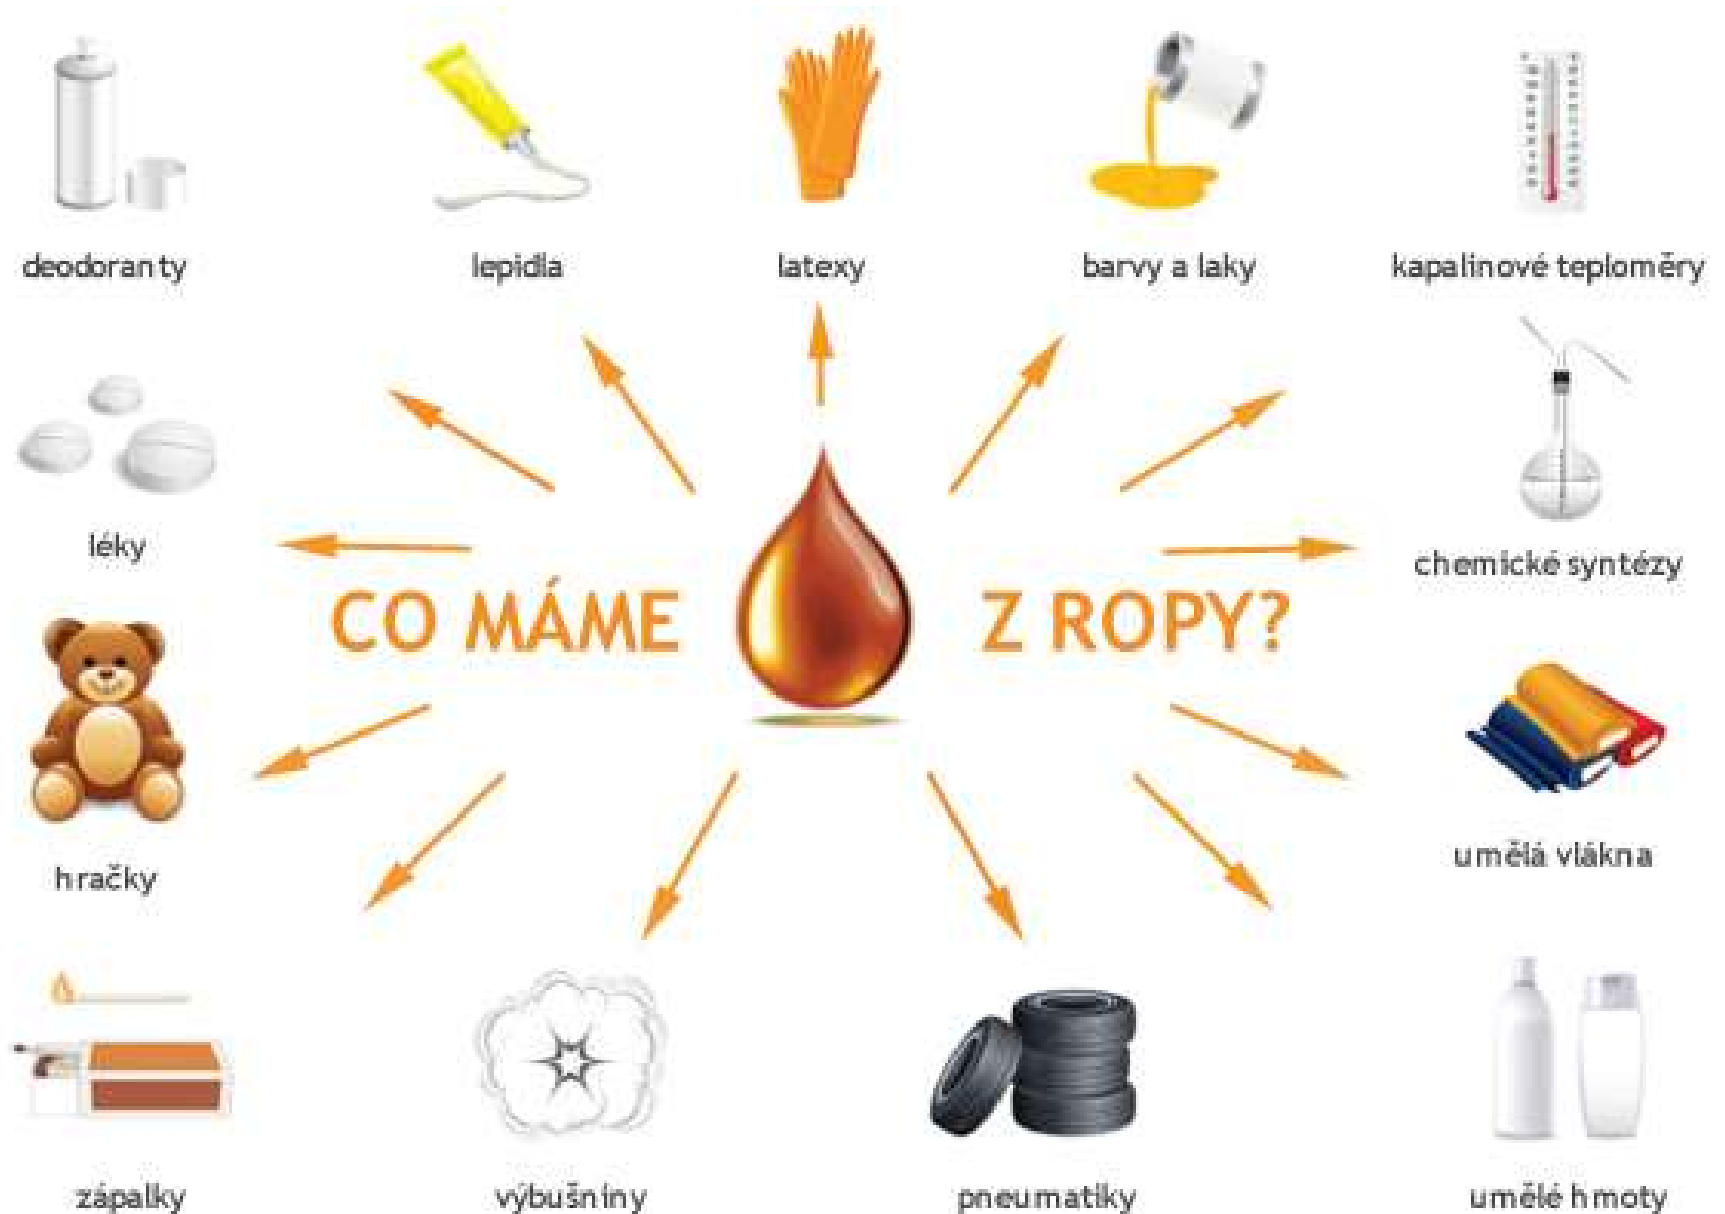 deodoranty
lepidla
latexy
barvy a laky
kapalinové teploměry
léky
chemické syntézy
CO MÁME Z ROPY?
hračky
umělá vlákna
zápalky
výbušniny
pneumatiky
umělé hmoty